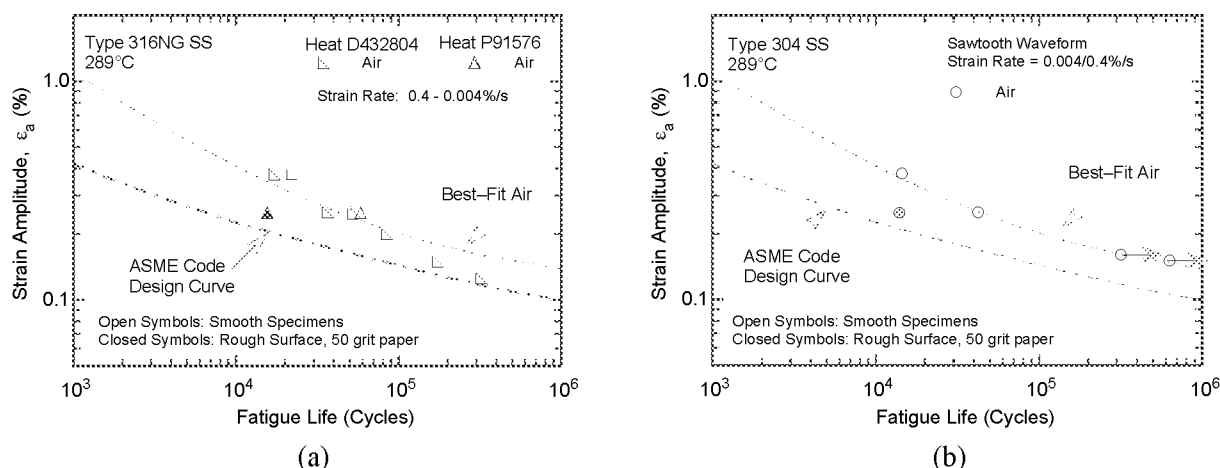 Type 316NG SS
289°C
Heat D432804
Heat P91576
Air
Air
Strain Rate: 0.4 - 0.004%/s
1.0
0.1
Strain Amplitude, εa (%)
Best–Fit Air
ASME Code
Design Curve
Open Symbols: Smooth Specimens
Closed Symbols: Rough Surface, 50 grit paper
10³
10⁴
10⁵
10⁶
Fatigue Life (Cycles)
(a)
Type 304 SS
289°C
Sawtooth Waveform
Strain Rate = 0.004/0.4%/s
Air
1.0
0.1
Strain Amplitude, εa (%)
Best–Fit Air
ASME Code
Design Curve
Open Symbols: Smooth Specimens
Closed Symbols: Rough Surface, 50 grit paper
10³
10⁴
10⁵
10⁶
Fatigue Life (Cycles)
(b)